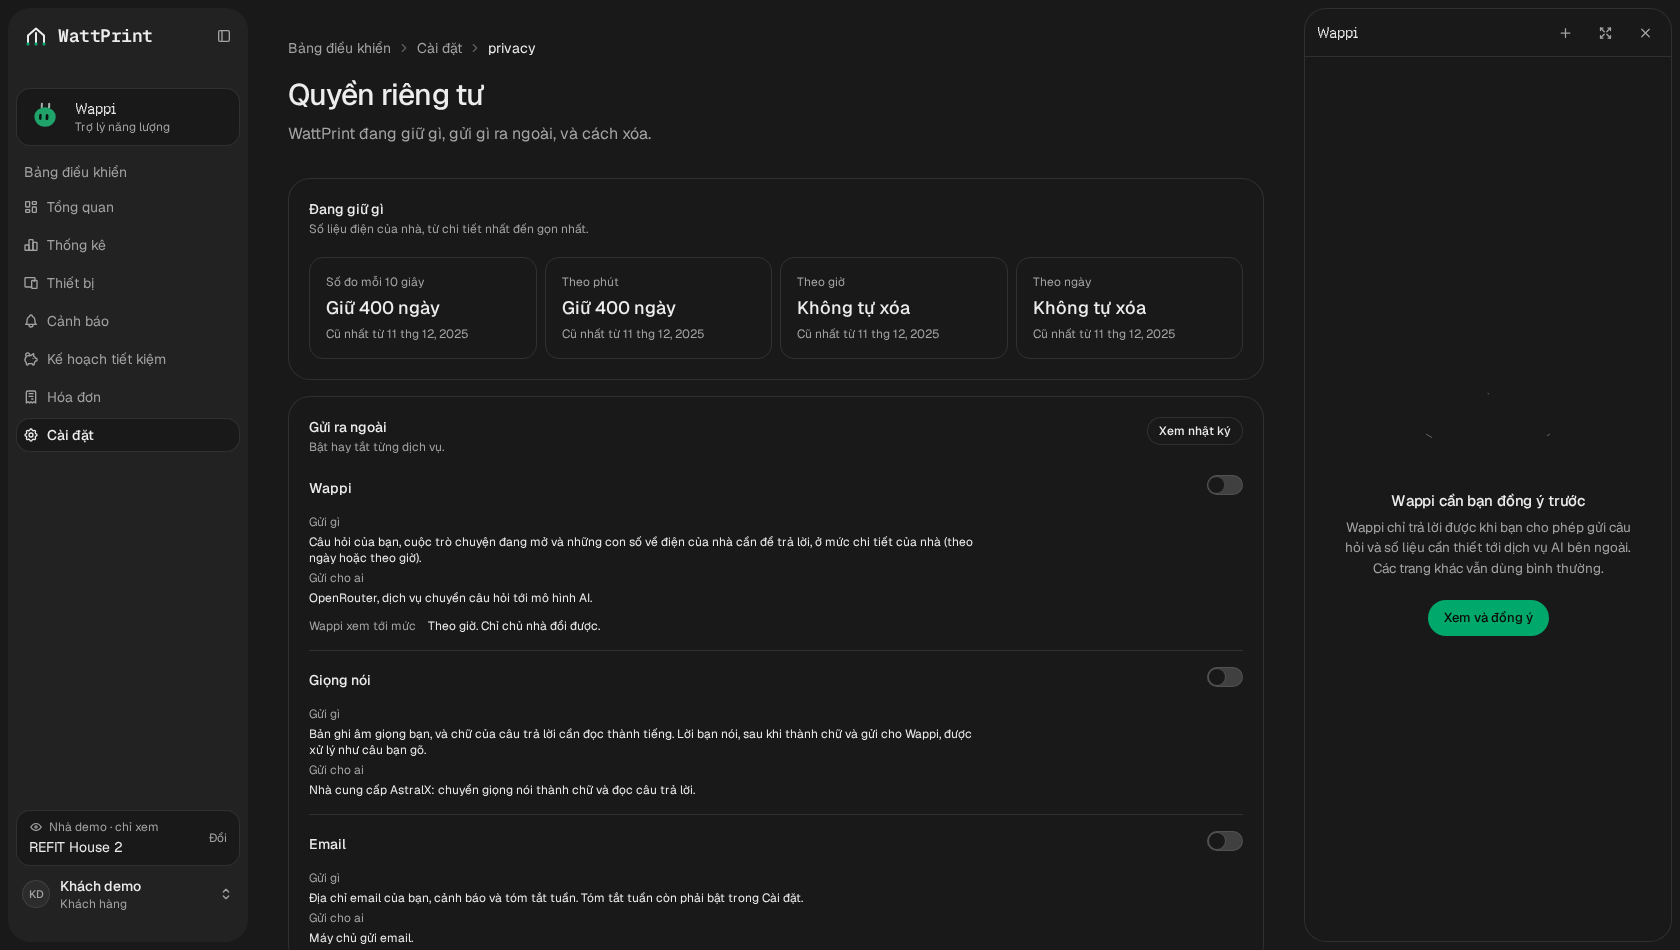 WattPrint
Wappi
Trợ lý năng lượng
Bảng điều khiển
Tổng quan
Thống kê
Thiết bị
Cảnh báo
Kế hoạch tiết kiệm
Hóa đơn
Cài đặt
Nhà demo · chỉ xem
REFIT House 2
Đổi
KD
Khách demo
Khách hàng
Bảng điều khiển > Cài đặt > privacy
Quyền riêng tư
WattPrint đang giữ gì, gửi gì ra ngoài, và cách xóa.
Đang giữ gì
Số liệu điện của nhà, từ chi tiết nhất đến gọn nhất.
Số đo mỗi 10 giây
Giữ 400 ngày
Cũ nhất từ 11 thg 12, 2025
Theo phút
Giữ 400 ngày
Cũ nhất từ 11 thg 12, 2025
Theo giờ
Không tự xóa
Cũ nhất từ 11 thg 12, 2025
Theo ngày
Không tự xóa
Cũ nhất từ 11 thg 12, 2025
Gửi ra ngoài
Bật hay tắt từng dịch vụ.
Xem nhật ký
Wappi
Gửi gì
Câu hỏi của bạn, cuộc trò chuyện đang mở và những con số về điện của nhà cần để trả lời, ở mức chi tiết của nhà (theo
ngày hoặc theo giờ).
Gửi cho ai
OpenRouter, dịch vụ chuyển câu hỏi tới mô hình AI.
Wappi xem tới mức Theo giờ. Chỉ chủ nhà đổi được.
Giọng nói
Gửi gì
Bản ghi âm giọng bạn, và chữ của câu trả lời cần đọc thành tiếng. Lời bạn nói, sau khi thành chữ và gửi cho Wappi, được
xử lý như câu bạn gõ.
Gửi cho ai
Nhà cung cấp AstralX: chuyển giọng nói thành chữ và đọc câu trả lời.
Email
Gửi gì
Địa chỉ email của bạn, cảnh báo và tóm tắt tuần. Tóm tắt tuần còn phải bật trong Cài đặt.
Gửi cho ai
Máy chủ gửi email.
Wappi
Wappi cần bạn đồng ý trước
Wappi chỉ trả lời được khi bạn cho phép gửi câu
hỏi và số liệu cần thiết tới dịch vụ AI bên ngoài.
Các trang khác vẫn dùng bình thường.
Xem và đồng ý